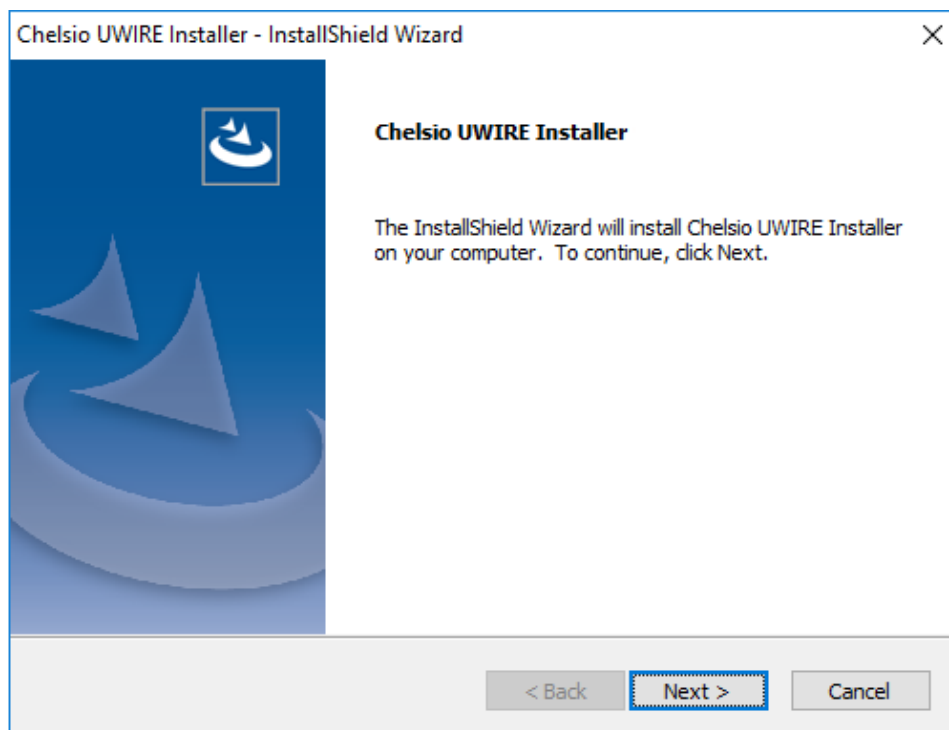 Chelsio UWIRE Installer - InstallShield Wizard
Chelsio UWIRE Installer
The InstallShield Wizard will install Chelsio UWIRE Installer
on your computer.  To continue, click Next.
< Back
Next >
Cancel